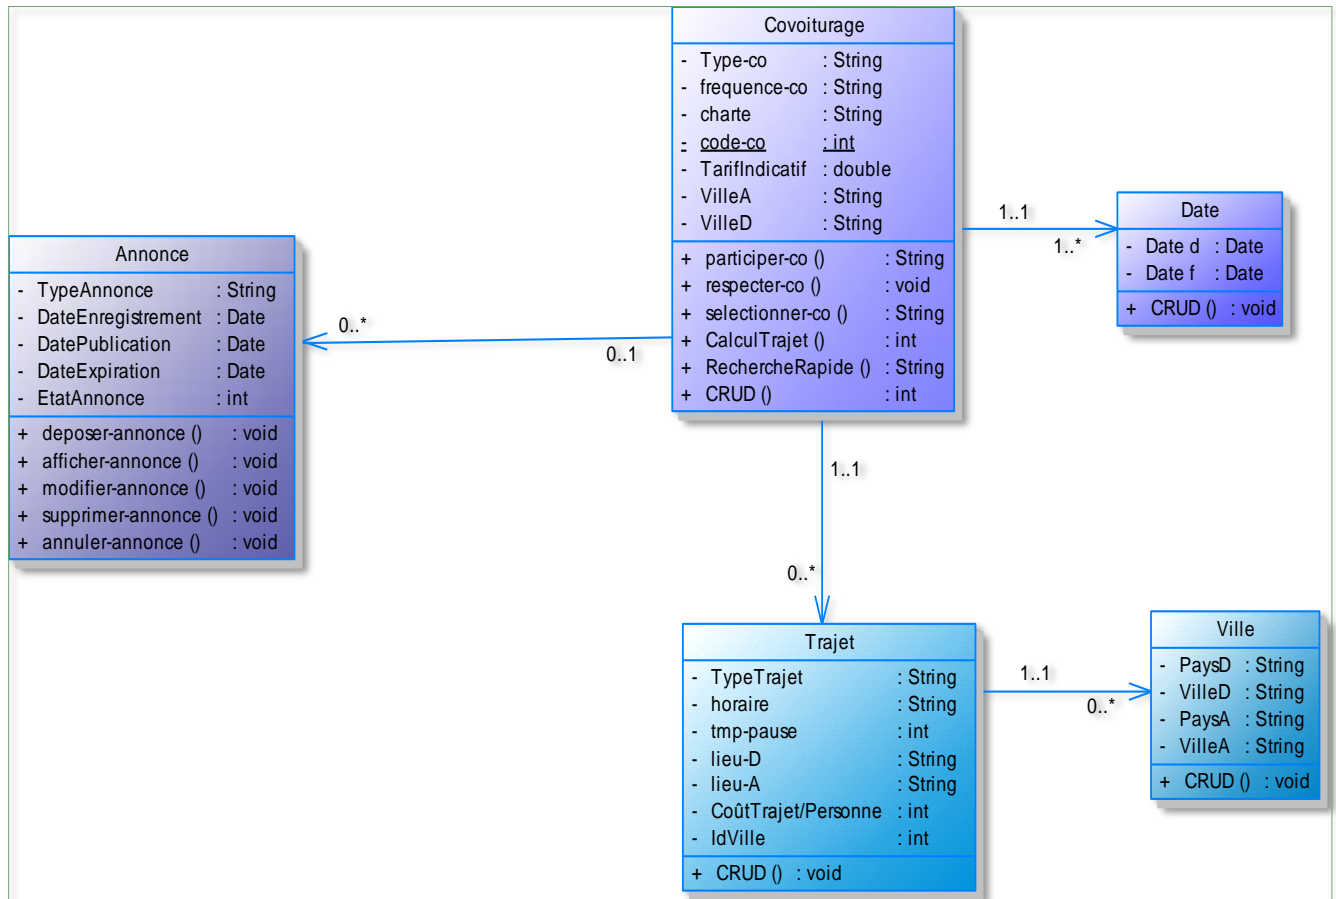 Covoiturage
- Type-co : String
- frequence-co : String
- charte : String
- code-co : int
- TarifIndicatif : double
- VilleA : String
- VilleD : String
+ participer-co () : String
+ respecter-co () : void
+ selectionner-co () : String
+ CalculTrajet () : int
+ RechercheRapide () : String
+ CRUD () : int
1..1
1..*
Date
- Date d : Date
- Date f : Date
+ CRUD () : void
Annonce
- TypeAnnonce : String
- DateEnregistrement : Date
- DatePublication : Date
- DateExpiration : Date
- EtatAnnonce : int
+ deposer-annonce () : void
+ afficher-annonce () : void
+ modifier-annonce () : void
+ supprimer-annonce () : void
+ annuler-annonce () : void
0..*
0..1
1..1
0..*
Trajet
- TypeTrajet : String
- horaire : String
- tmp-pause : int
- lieu-D : String
- lieu-A : String
- CoûtTrajet/Personne : int
- IdVille : int
+ CRUD () : void
1..1
0..*
Ville
- PaysD : String
- VilleD : String
- PaysA : String
- VilleA : String
+ CRUD () : void